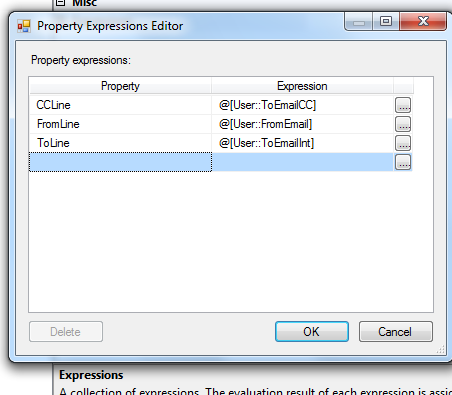 Misc
Property Expressions Editor
Property expressions:
Property Expression
CCLine @[User::ToEmailCC] ...
FromLine @[User::FromEmail] ...
ToLine @[User::ToEmailInt] ...
...
Delete OK Cancel
Expressions
A collection of expressions. The evaluation result of each expression is